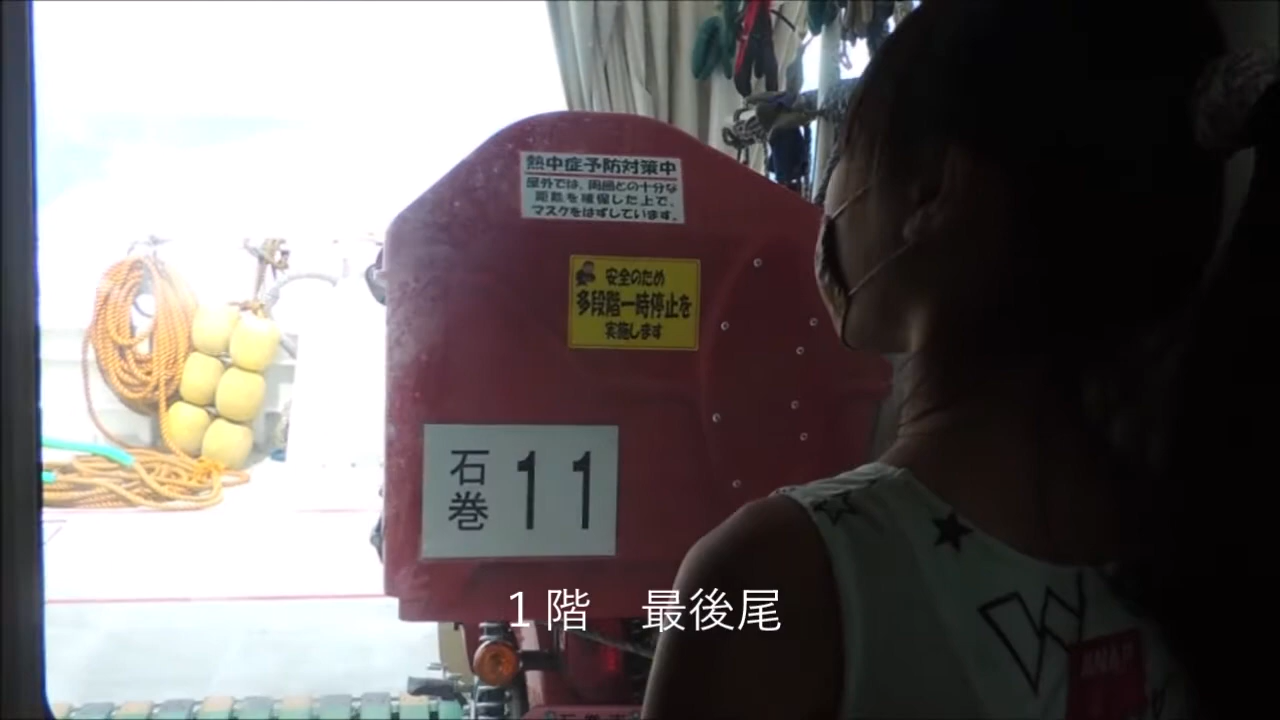 熱中症予防対策中
屋外では、周囲との十分な
距離を確保した上で、
マスクをはずしています。
安全のため
多段階一時停止を
実施します
石巻 11
1階　最後尾
W